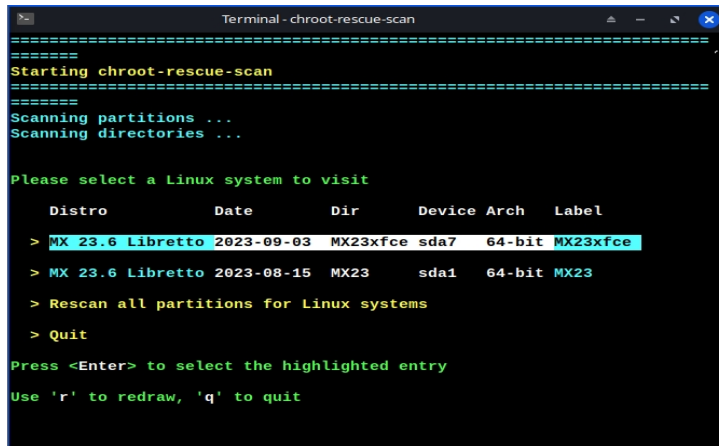 Terminal - chroot-rescue-scan
========================================================================
=======
Starting chroot-rescue-scan
========================================================================
=======
Scanning partitions ...
Scanning directories ...
Please select a Linux system to visit
Distro Date Dir Device Arch Label
> MX 23.6 Libretto 2023-09-03 MX23xfce sda7 64-bit MX23xfce
> MX 23.6 Libretto 2023-08-15 MX23 sda1 64-bit MX23
> Rescan all partitions for Linux systems
> Quit
Press <Enter> to select the highlighted entry
Use 'r' to redraw, 'q' to quit